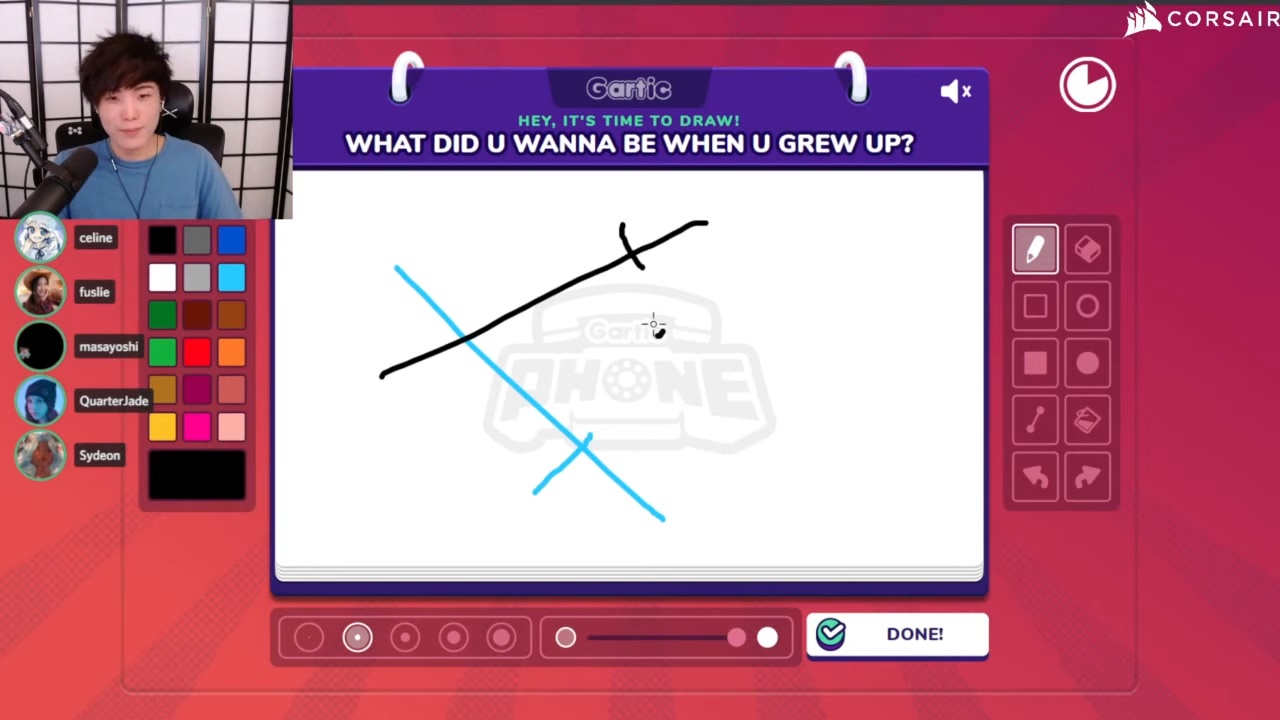 CORSAIR
Gartic
HEY, IT'S TIME TO DRAW!
WHAT DID U WANNA BE WHEN U GREW UP?
celine
fuslie
masayoshi
QuarterJade
Sydeon
Gartic
PHONE
DONE!